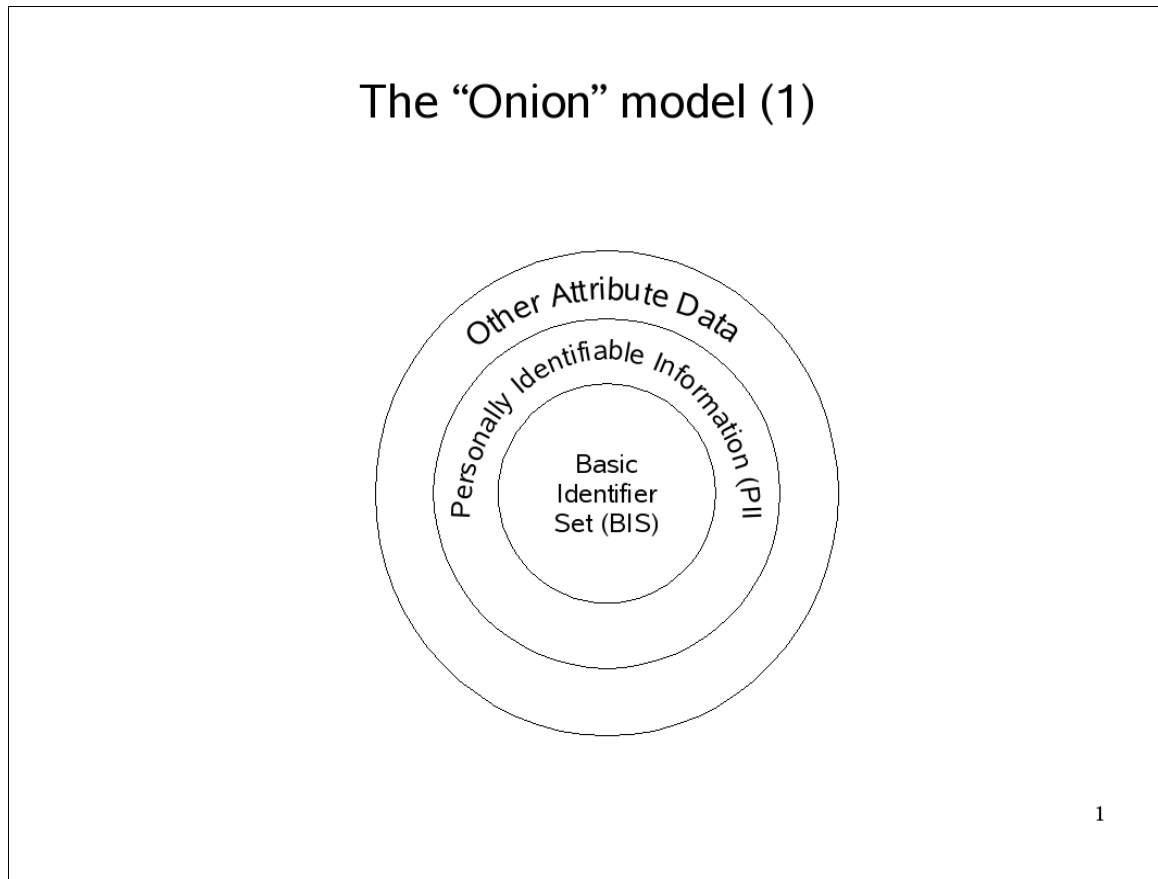 The “Onion” model (1)
Other Attribute Data
Personally Identifiable Information (PII
Basic
Identifier
Set (BIS)
1